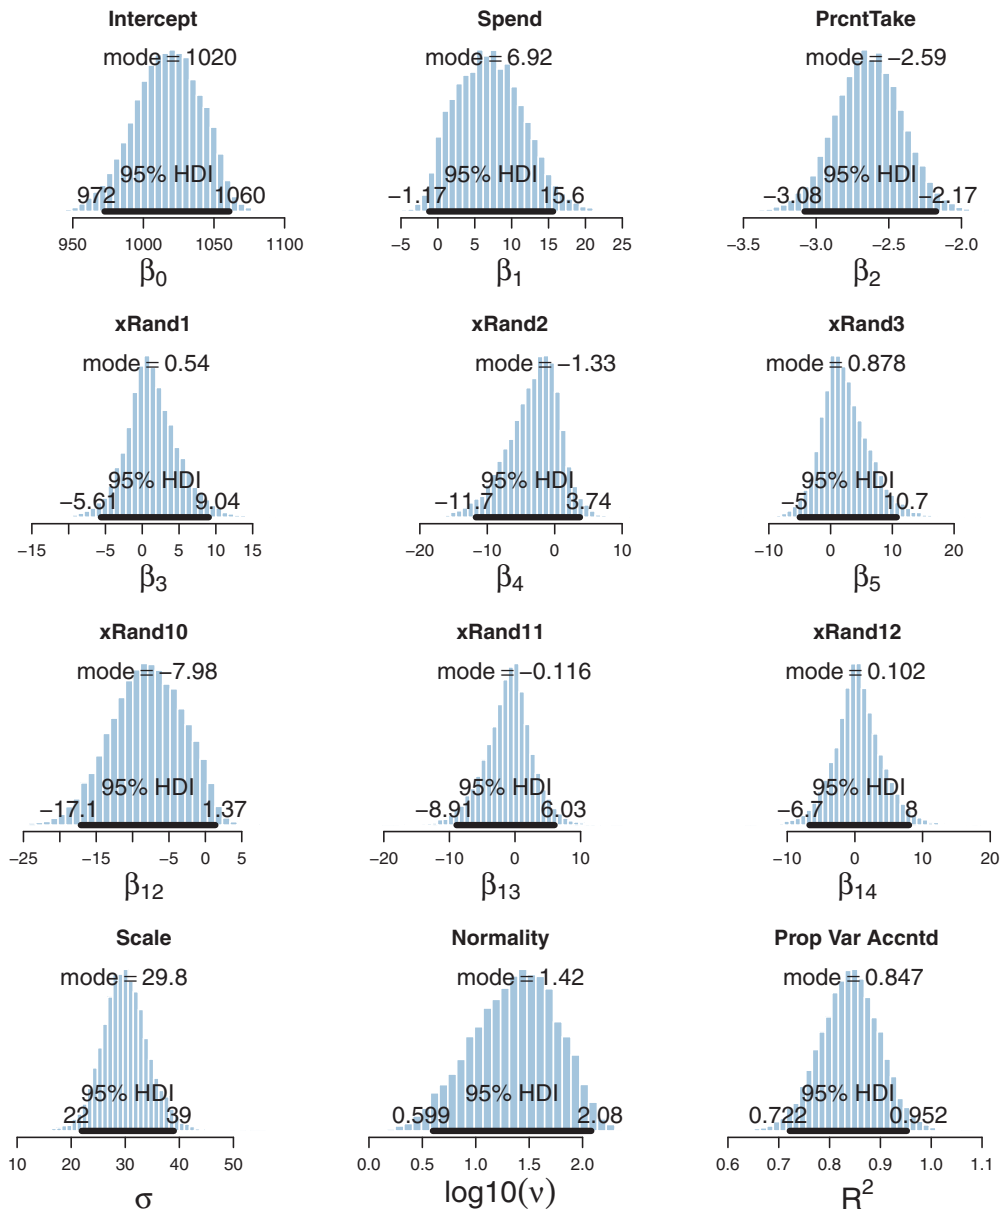 Intercept
mode = 1020
95% HDI
972 1060
950 1000 1050 1100
β0
Spend
mode = 6.92
95% HDI
−1.17 15.6
−5 0 5 10 15 20 25
β1
PrcntTake
mode = −2.59
95% HDI
−3.08 −2.17
−3.5 −3.0 −2.5 −2.0
β2
xRand1
mode = 0.54
95% HDI
−5.61 9.04
−15 −5 0 5 10 15
β3
xRand2
mode = −1.33
95% HDI
−11.7 3.74
−20 −10 0 10
β4
xRand3
mode = 0.878
95% HDI
−5 10.7
−10 0 10 20
β5
xRand10
mode = −7.98
95% HDI
−17.1 1.37
−25 −15 −5 0 5
β12
xRand11
mode = −0.116
95% HDI
−8.91 6.03
−20 −10 0 10
β13
xRand12
mode = 0.102
95% HDI
−6.7 8
−10 0 10 20
β14
Scale
mode = 29.8
95% HDI
22 39
10 20 30 40 50
σ
Normality
mode = 1.42
95% HDI
0.599 2.08
0.0 0.5 1.0 1.5 2.0
log10(ν)
Prop Var Accntd
mode = 0.847
95% HDI
0.722 0.952
0.6 0.7 0.8 0.9 1.0 1.1
R²